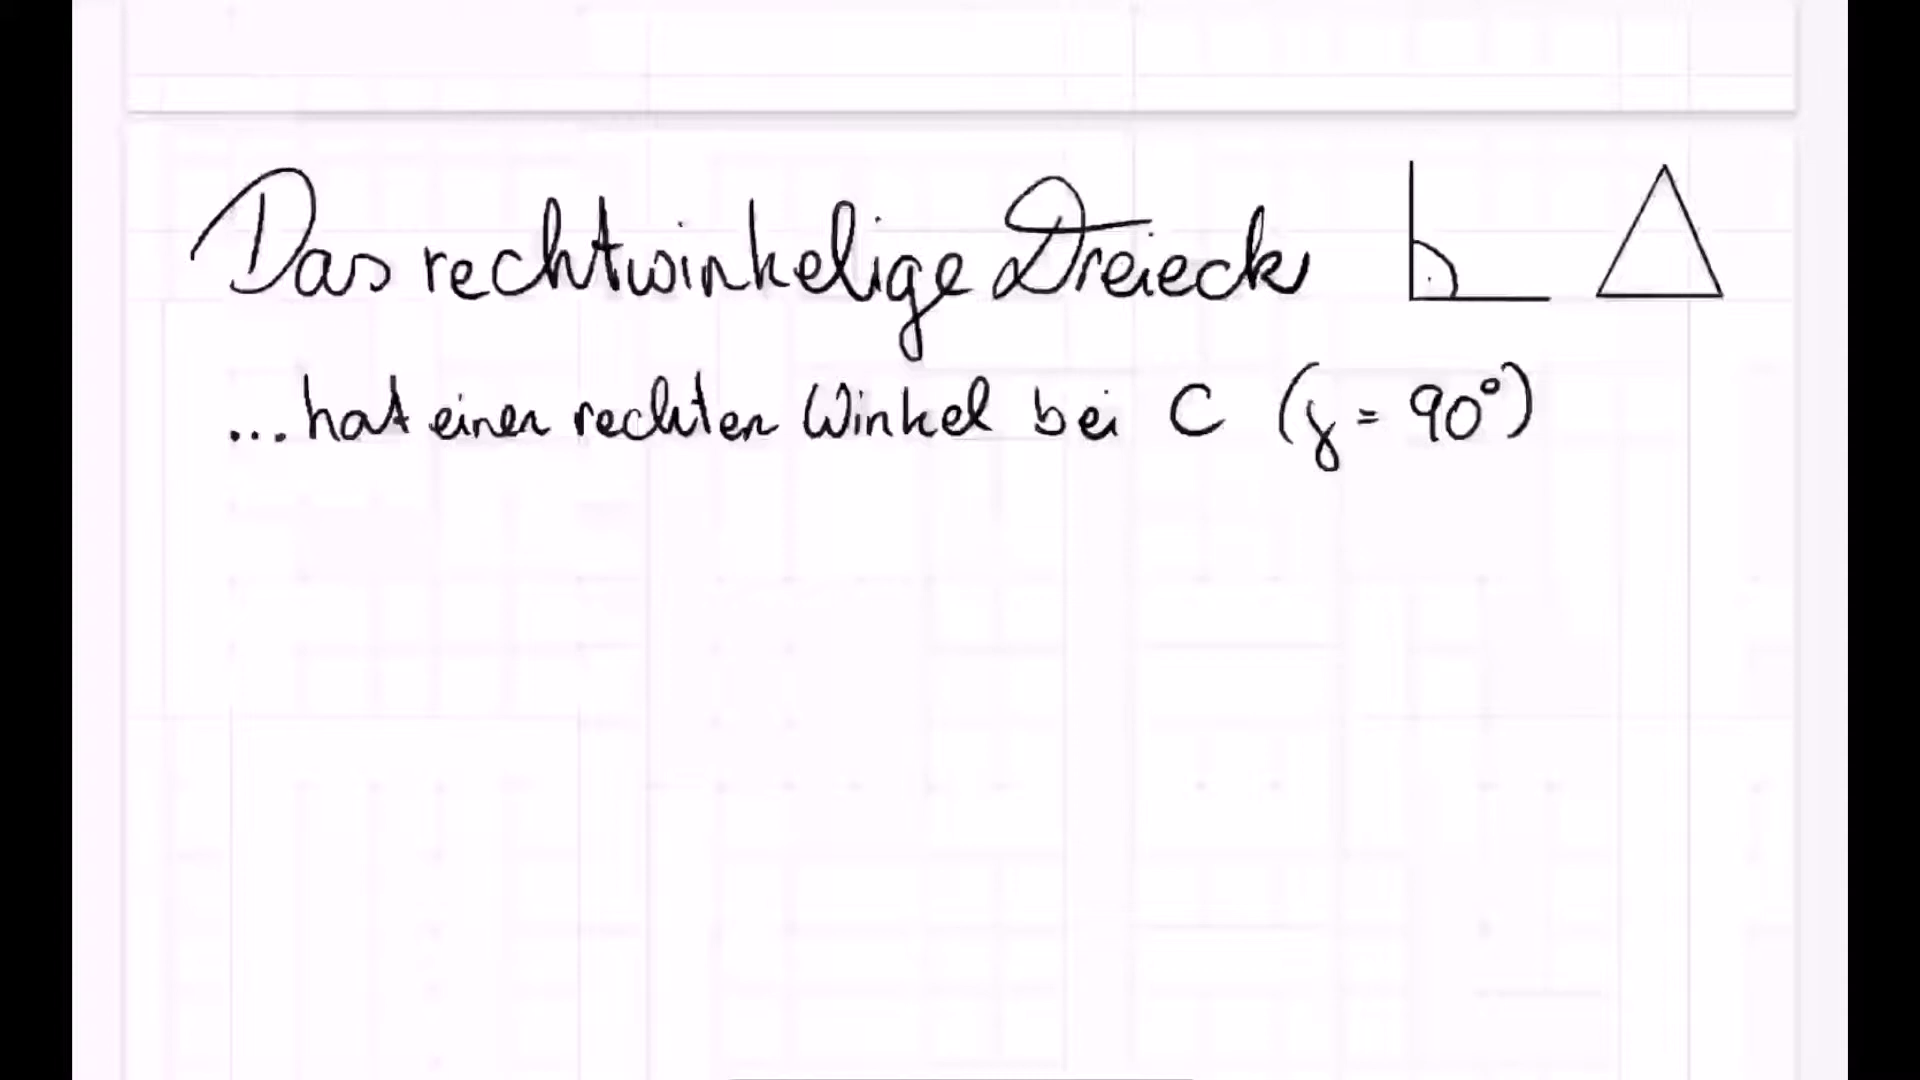 Das rechtwinkelige Dreieck
...hat einen rechten Winkel bei C (γ = 90°)